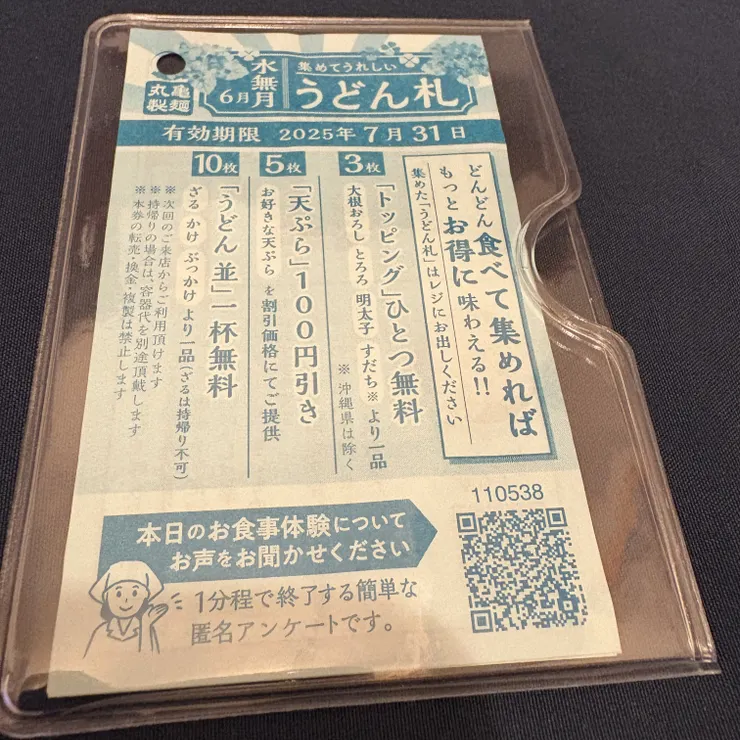 丸亀
製麺
6月
水無月
集めてうれしい
うどん札
有効期限 2025年7月31日
どんどん食べて集めれば
もっとお得に味わえる!!
集めた「うどん札」はレジにお出しください
3枚
「トッピング」ひとつ無料
大根おろし とろろ 明太子 すだち※ より一品
※沖縄県は除く
5枚
「天ぷら」100円引き
お好きな天ぷら を割引価格にてご提供
10枚
「うどん 並」一杯無料
ざる かけ ぶっかけ より一品(ざるは持帰り不可)
※次回のご来店からご利用頂けます
※持帰りの場合は、容器代を別途頂戴します
※本券の転売・換金・複製は禁止します
110538
本日のお食事体験について
お声をお聞かせください
1分程で終了する簡単な
匿名アンケートです。